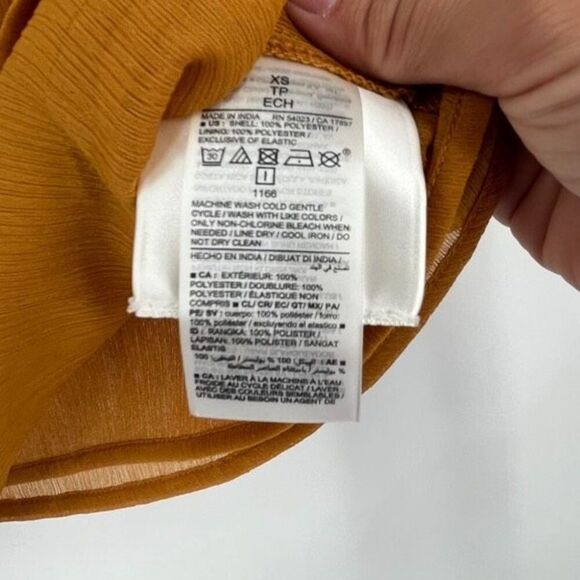 XS
TP
ECH
MADE IN INDIA RN 54023 / CA 17897
■ US : SHELL: 100% POLYESTER /
LINING: 100% POLYESTER /
EXCLUSIVE OF ELASTIC
30
®
I
1166
MACHINE WASH COLD GENTLE
CYCLE / WASH WITH LIKE COLORS /
ONLY NON-CHLORINE BLEACH WHEN
NEEDED / LINE DRY / COOL IRON / DO
NOT DRY CLEAN
HECHO EN INDIA / DIBUAT DI INDIA /
صنع في الهند
■ CA : EXTÉRIEUR: 100%
POLYESTER / DOUBLURE: 100%
POLYESTER / ÉLASTIQUE NON
COMPRIS ■ CL/ CR/ EC/ GT/ MX/ PA/
PE/ SV : cuerpo: 100% poliéster / forro:
100% poliéster / excluyendo el elastico ■
ID : RANGKA: 100% POLISTER /
LAPISAN: 100% POLISTER / SANGAT
ELASTIS
■ CA : LAVER À LA MACHINE À L'EAU
FROIDE AU CYCLE DÉLICAT / LAVER
AVEC DES COULEURS SEMBLABLES /
UTILISER AU BESOIN UN AGENT DE